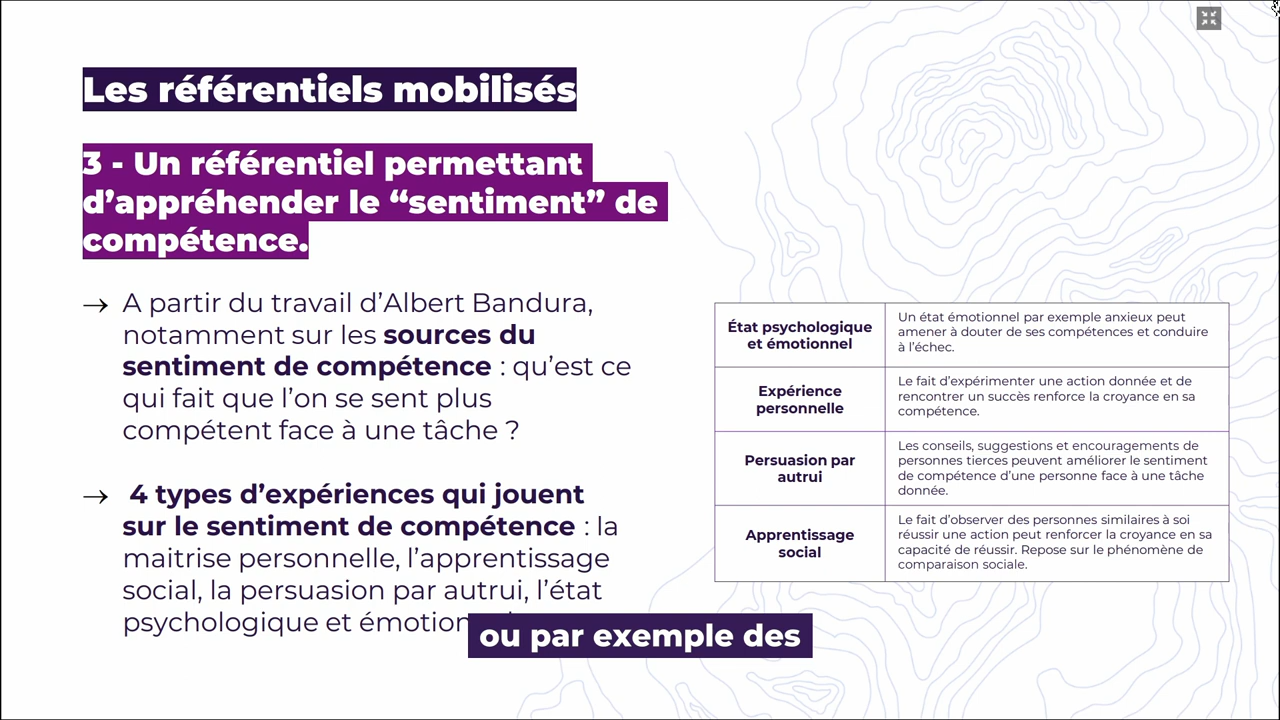 Les référentiels mobilisés
3 - Un référentiel permettant
d’appréhender le “sentiment” de
compétence.
→ A partir du travail d’Albert Bandura,
notamment sur les sources du
sentiment de compétence : qu’est ce
qui fait que l’on se sent plus
compétent face à une tâche ?
→ 4 types d’expériences qui jouent
sur le sentiment de compétence : la
maitrise personnelle, l’apprentissage
social, la persuasion par autrui, l’état
psychologique et
État psychologique
et émotionnel
Un état émotionnel par exemple anxieux peut
amener à douter de ses compétences et conduire
à l’échec.
Expérience
personnelle
Le fait d’expérimenter une action donnée et de
rencontrer un succès renforce la croyance en sa
compétence.
Persuasion par
autrui
Les conseils, suggestions et encouragements de
personnes tierces peuvent améliorer le sentiment
de compétence d’une personne face à une tâche
donnée.
Apprentissage
social
Le fait d’observer des personnes similaires à soi
réussir une action peut renforcer la croyance en sa
capacité de réussir. Repose sur le phénomène de
comparaison sociale.
ou par exemple des